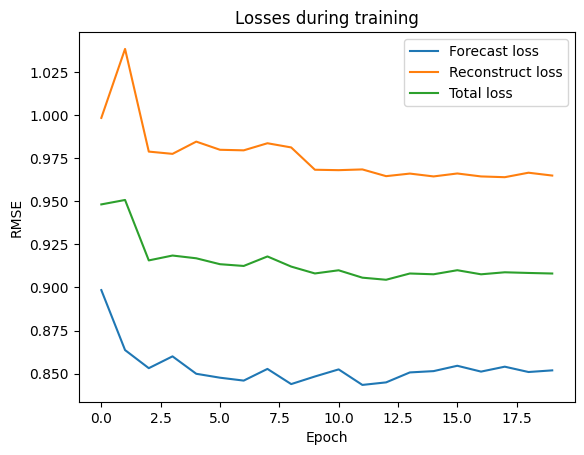 Losses during training
Forecast loss
Reconstruct loss
Total loss
RMSE
1.025
1.000
0.975
0.950
0.925
0.900
0.875
0.850
0.0 2.5 5.0 7.5 10.0 12.5 15.0 17.5
Epoch